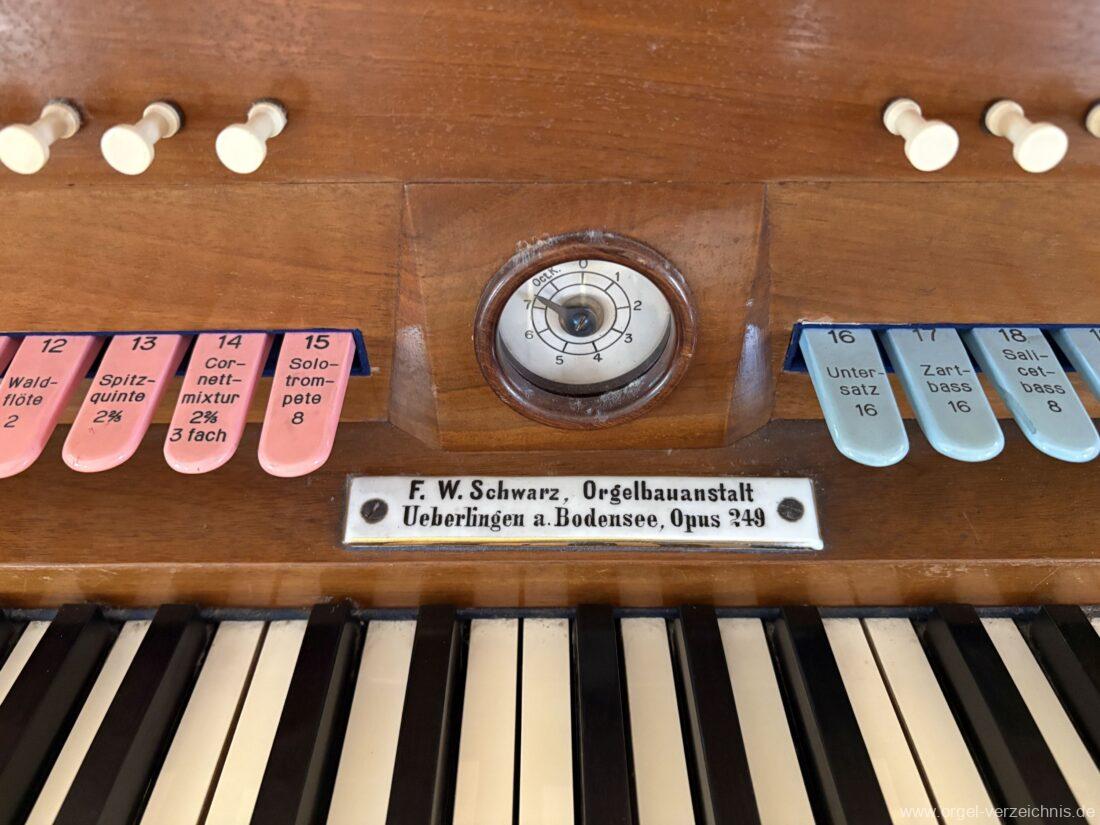 12
Wald-
flöte
2
13
Spitz-
quinte
2⅔
14
Cor-
nett-
mixtur
2⅔
3 fach
15
Solo-
trom-
pete
8
Oct.K.
0
1
2
3
4
5
6
7
16
Unter-
satz
16
17
Zart-
bass
16
18
Sali-
cet-
bass
8
F. W. Schwarz, Orgelbauanstalt
Ueberlingen a. Bodensee, Opus 249
www.orgel-verzeichnis.de